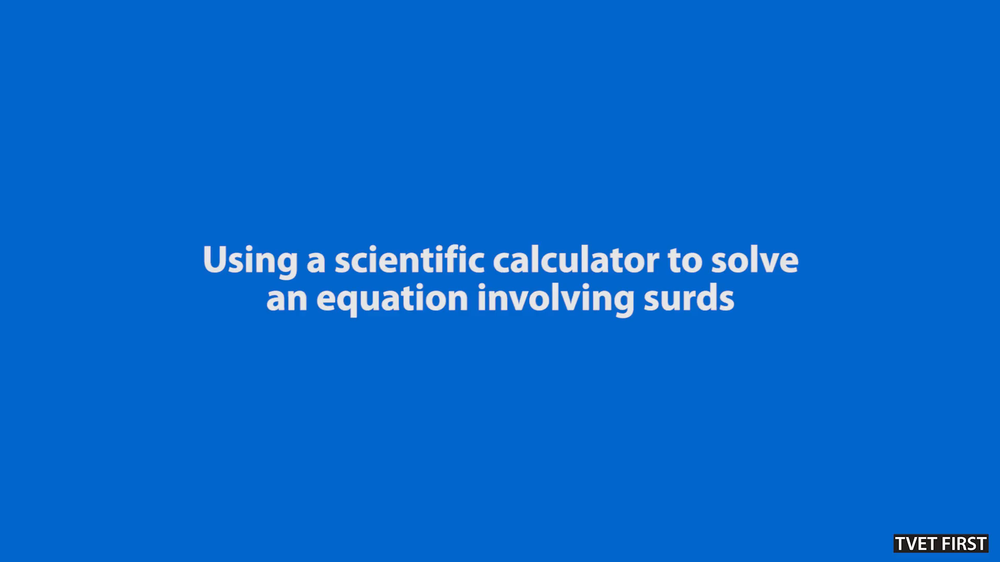 Using a scientific calculator to solve
an equation involving surds
TVET FIRST